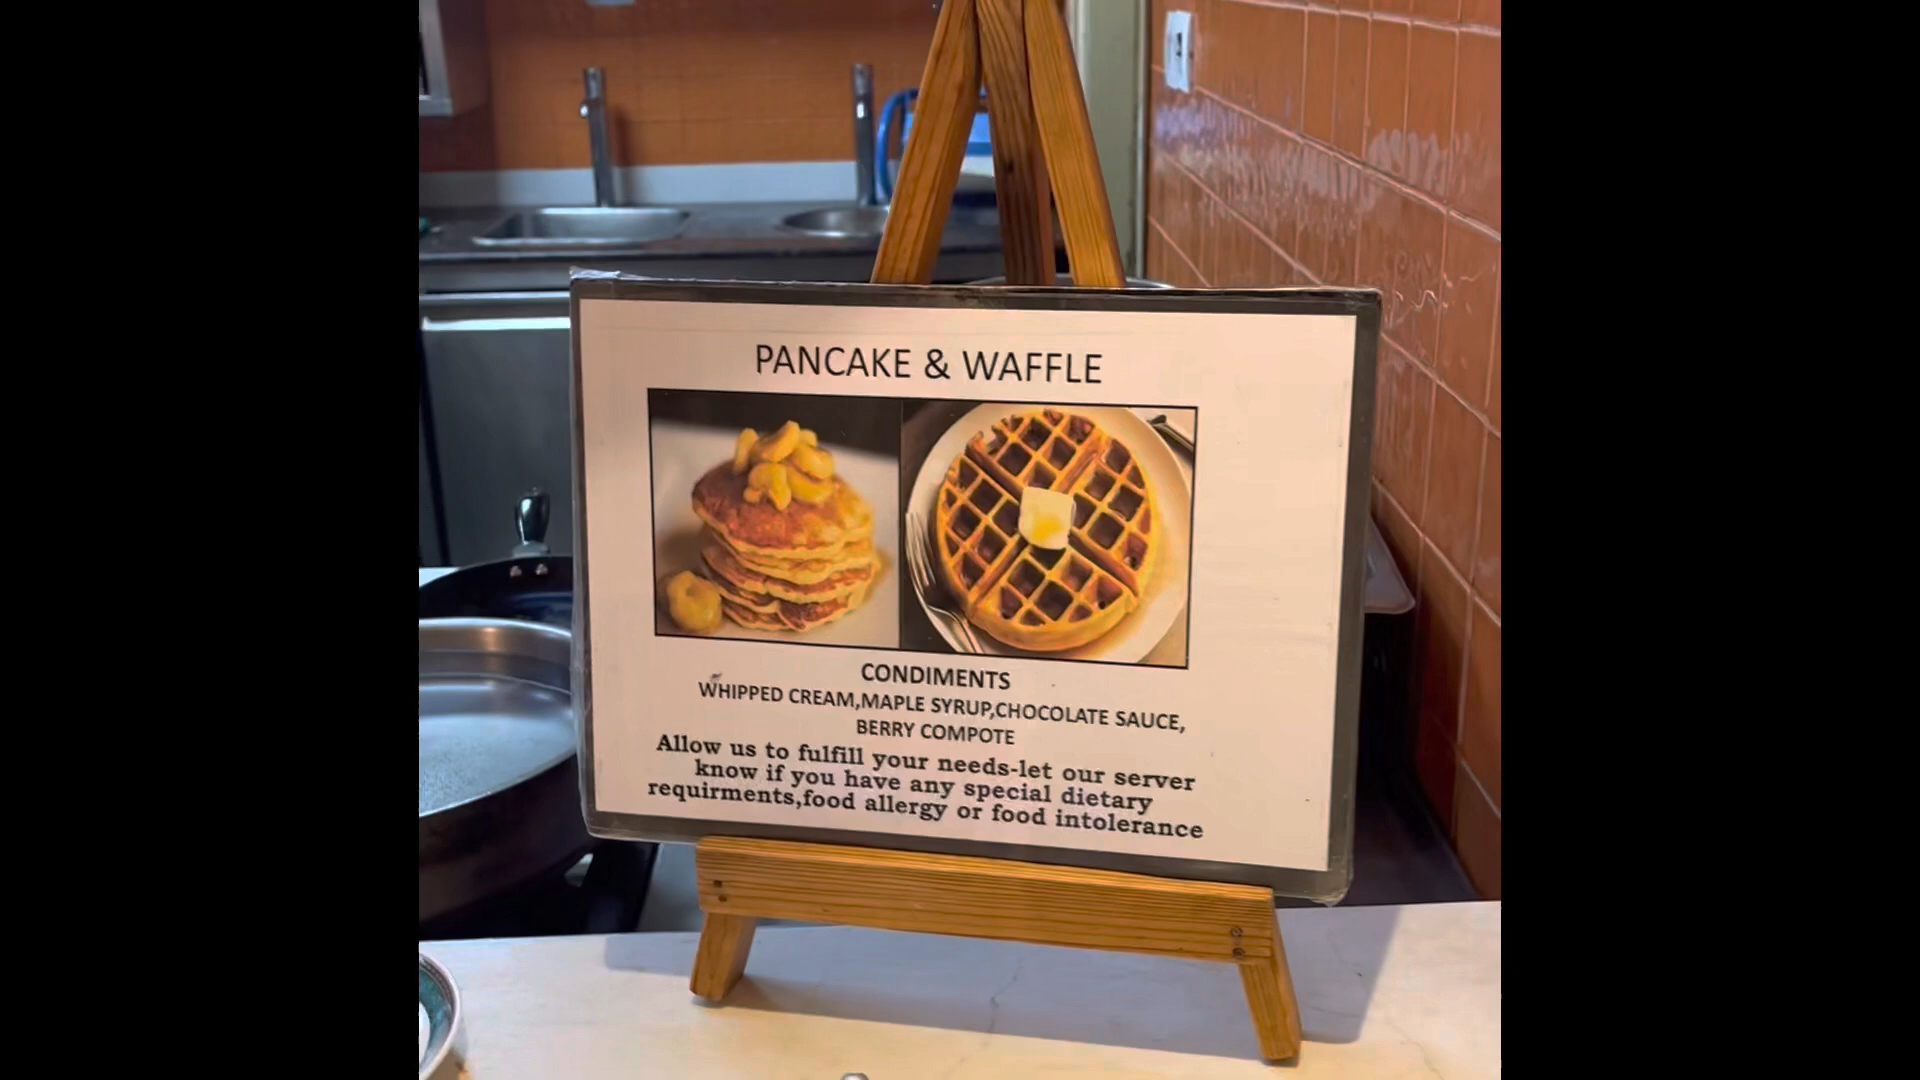 PANCAKE & WAFFLE
CONDIMENTS
WHIPPED CREAM,MAPLE SYRUP,CHOCOLATE SAUCE,
BERRY COMPOTE
Allow us to fulfill your needs-let our server
know if you have any special dietary
requirments,food allergy or food intolerance